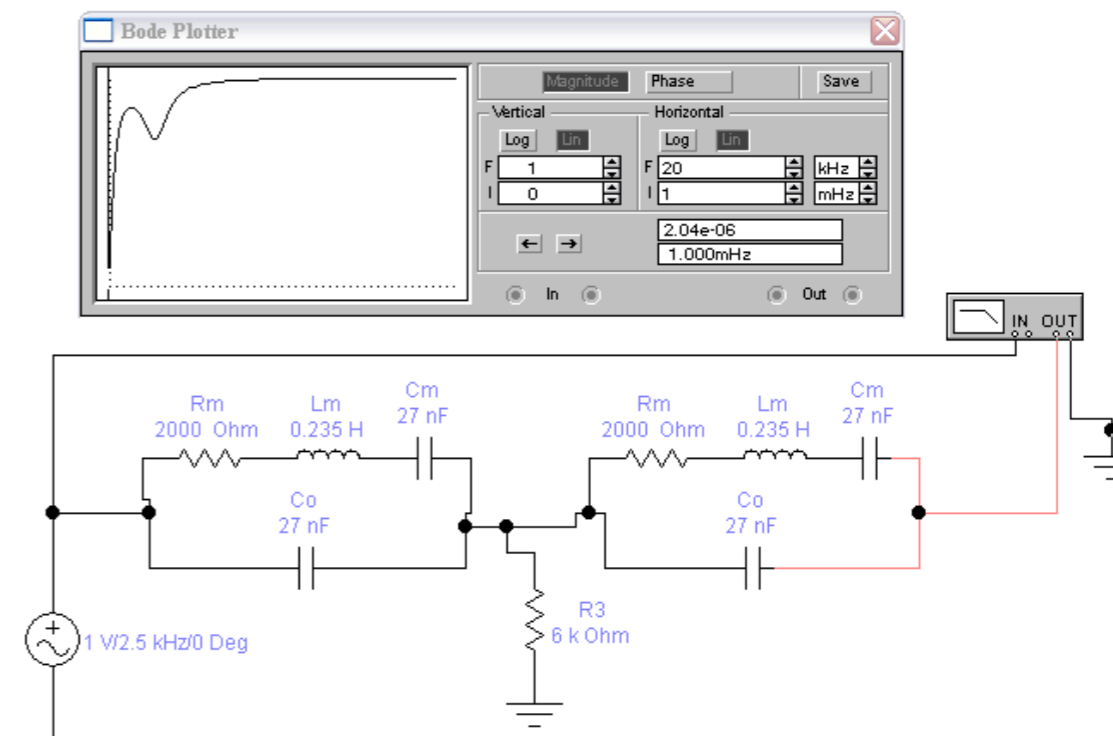 Bode Plotter
Magnitude Phase Save
Vertical Horizontal
Log Lin Log Lin
F 1 F 20 kHz
I 0 I 1 mHz
2.04e-06
1.000mHz
In Out
IN OUT
Rm
2000 Ohm
Lm
0.235 H
Cm
27 nF
Co
27 nF
Rm
2000 Ohm
Lm
0.235 H
Cm
27 nF
Co
27 nF
R3
6 k Ohm
1 V/2.5 kHz/0 Deg